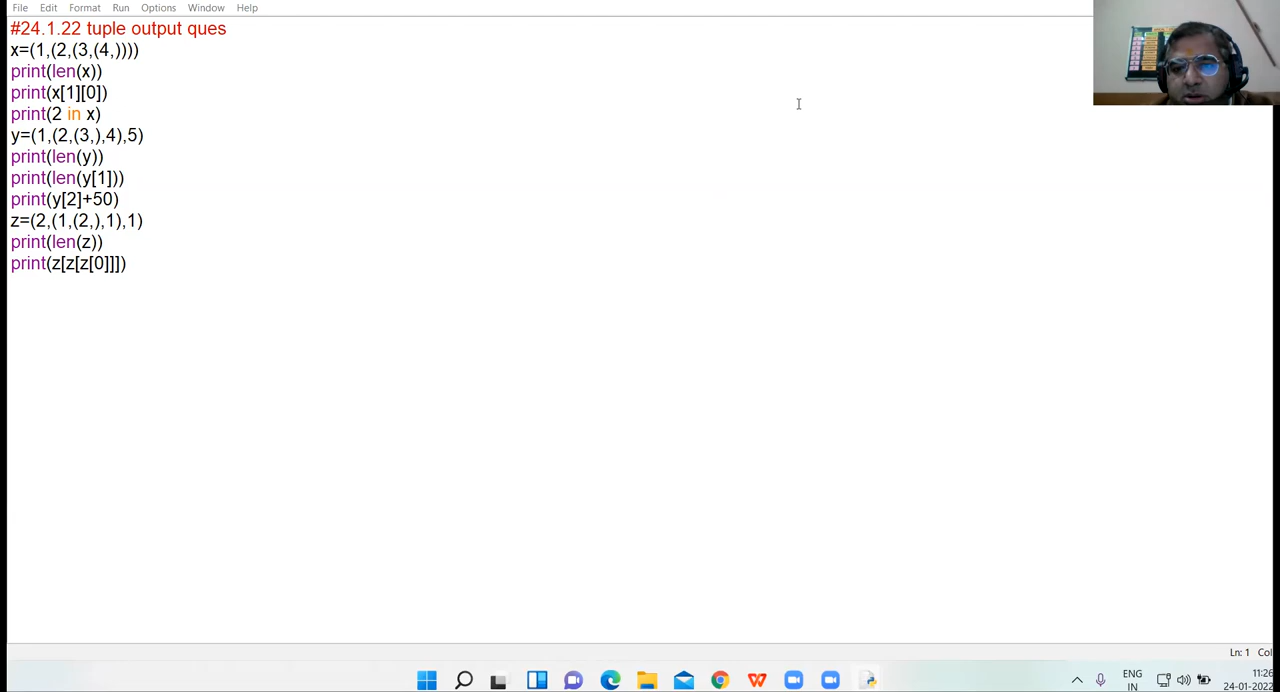 File Edit Format Run Options Window Help
#24.1.22 tuple output ques
x=(1,(2,(3,(4,))))
print(len(x))
print(x[1][0])
print(2 in x)
y=(1,(2,(3,),4),5)
print(len(y))
print(len(y[1]))
print(y[2]+50)
z=(2,(1,(2,),1),1)
print(len(z))
print(z[z[z[0]]])
Ln: 1 Col
ENG
IN
11:26
24-01-2022